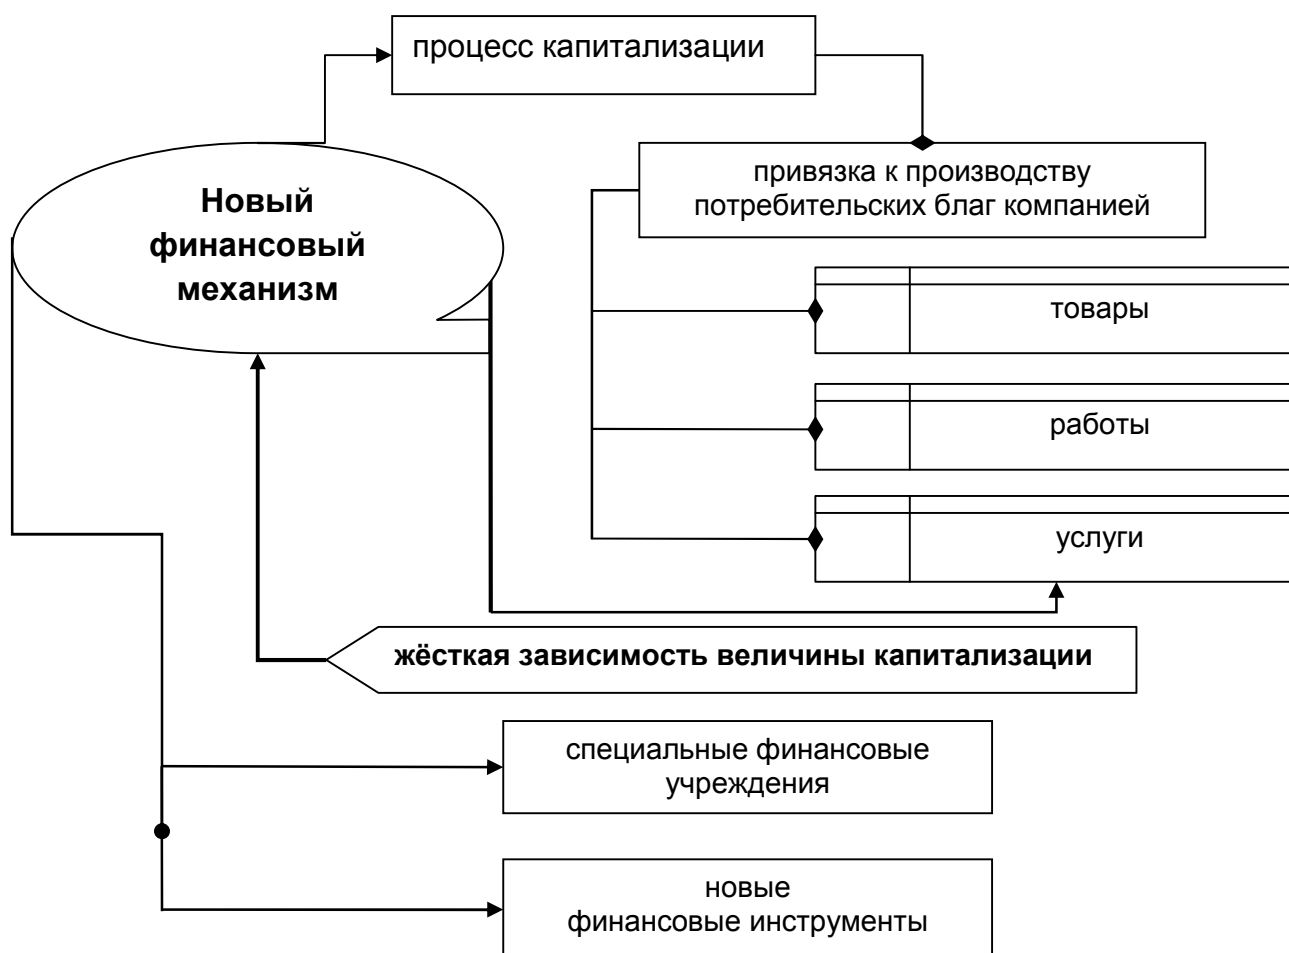 процесс капитализации
привязка к производству
потребительских благ компанией
Новый
финансовый
механизм
товары
работы
услуги
жёсткая зависимость величины капитализации
специальные финансовые
учреждения
новые
финансовые инструменты